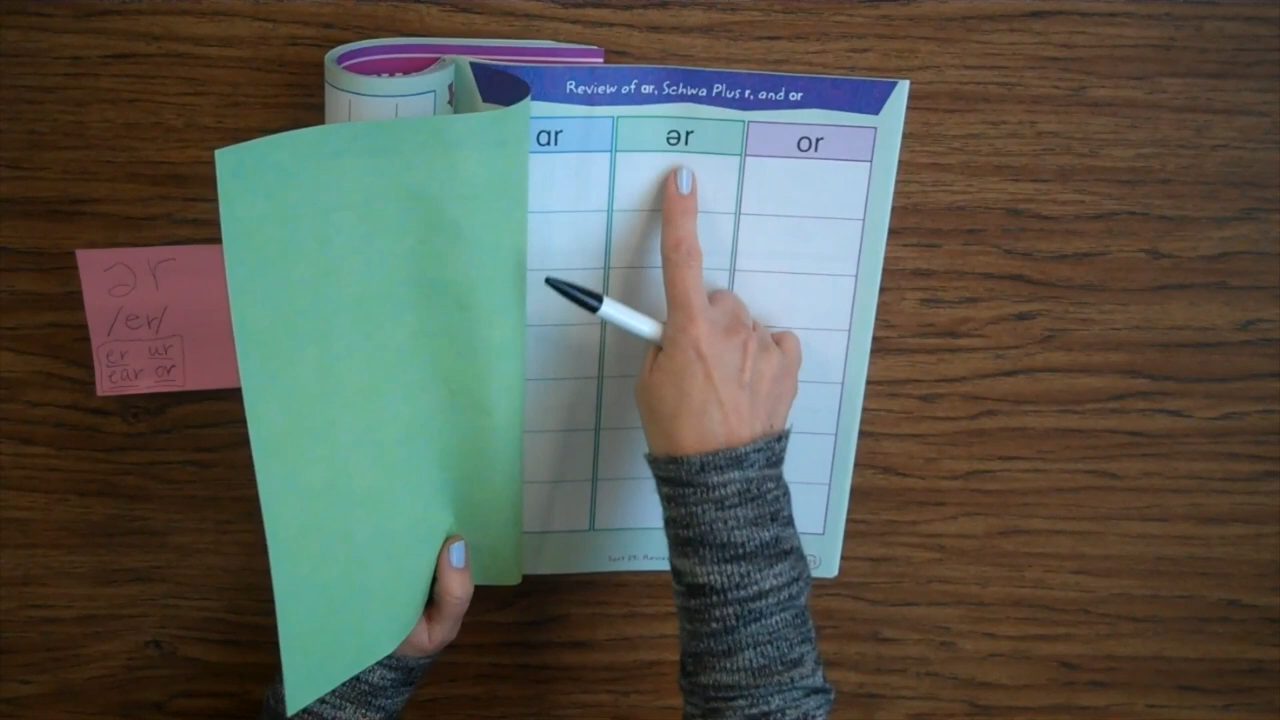 Review of ar, Schwa Plus r, and or
ar ər or
ər
/er/
er ur
ear or